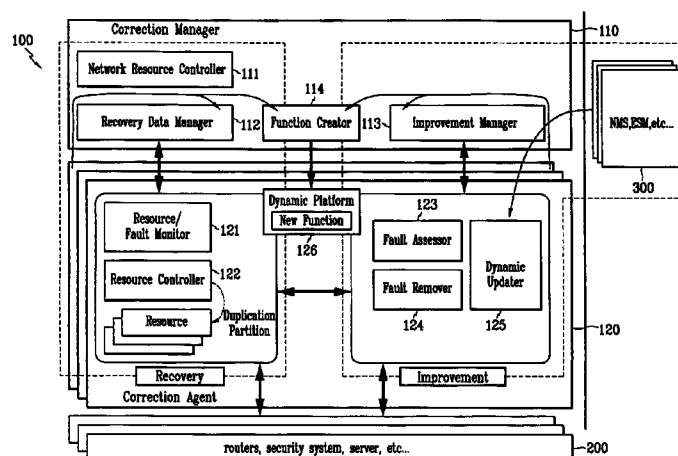 100
Correction Manager
110
Network Resource Controller
111
114
Recovery Data Manager
112
Function Creator
113
Improvement Manager
NMS,ESM,etc...
300
Dynamic Platform
New Function
126
Resource/
Fault Monitor
121
123
Fault Assessor
Dynamic
Updater
125
Resource Controller
122
Fault Remover
124
Resource
Duplication
Partition
120
Recovery
Improvement
Correction Agent
routers, security system, server, etc...
200